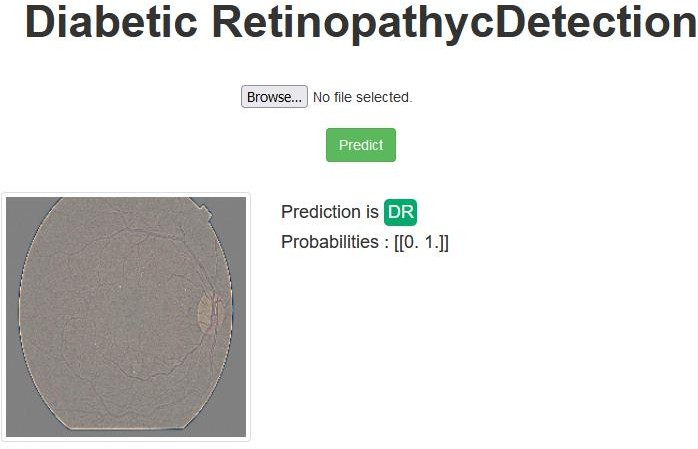 Diabetic RetinopathycDetection
Browse... No file selected.
Predict
Prediction is DR
Probabilities : [[0. 1.]]